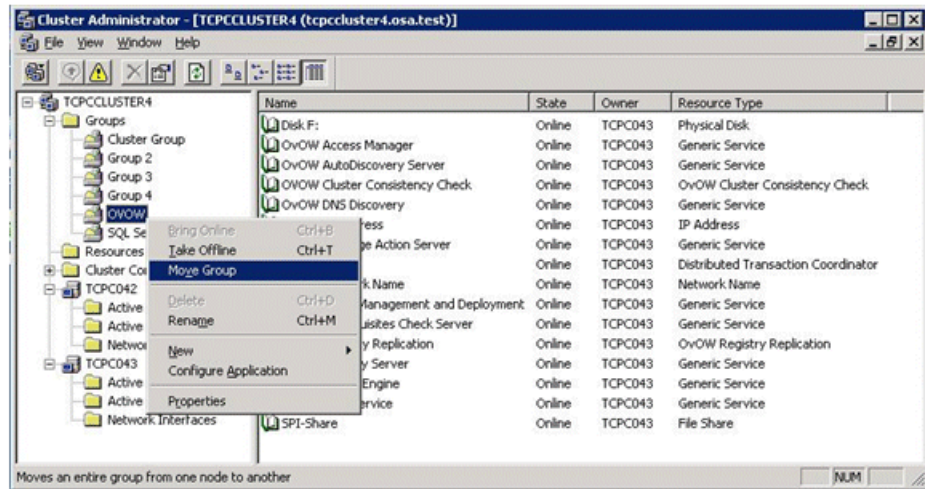 Cluster Administrator - [TCPCCLUSTER4 (tcpccluster4.osa.test)]
File View Window Help
TCPCCLUSTER4
Groups
Cluster Group
Group 2
Group 3
Group 4
OVOW
SQL Se
Resources
Cluster Co
TCPC042
Active
Active
Netwo
TCPC043
Active
Active
Network Interfaces
Bring Online Ctrl+B
Take Offline Ctrl+T
Move Group
Delete Ctrl+D
Rename Ctrl+M
New
Configure Application
Properties
Name State Owner Resource Type
Disk F: Online TCPC043 Physical Disk
OvOW Access Manager Online TCPC043 Generic Service
OvOW AutoDiscovery Server Online TCPC043 Generic Service
OVOW Cluster Consistency Check Online TCPC043 OvOW Cluster Consistency Check
OvOW DNS Discovery Online TCPC043 Generic Service
ress Online TCPC043 IP Address
ge Action Server Online TCPC043 Generic Service
Online TCPC043 Distributed Transaction Coordinator
k Name Online TCPC043 Network Name
Management and Deployment Online TCPC043 Generic Service
uisites Check Server Online TCPC043 Generic Service
y Replication Online TCPC043 OvOW Registry Replication
y Server Online TCPC043 Generic Service
Engine Online TCPC043 Generic Service
ervice Online TCPC043 Generic Service
SPI-Share Online TCPC043 File Share
Moves an entire group from one node to another
NUM